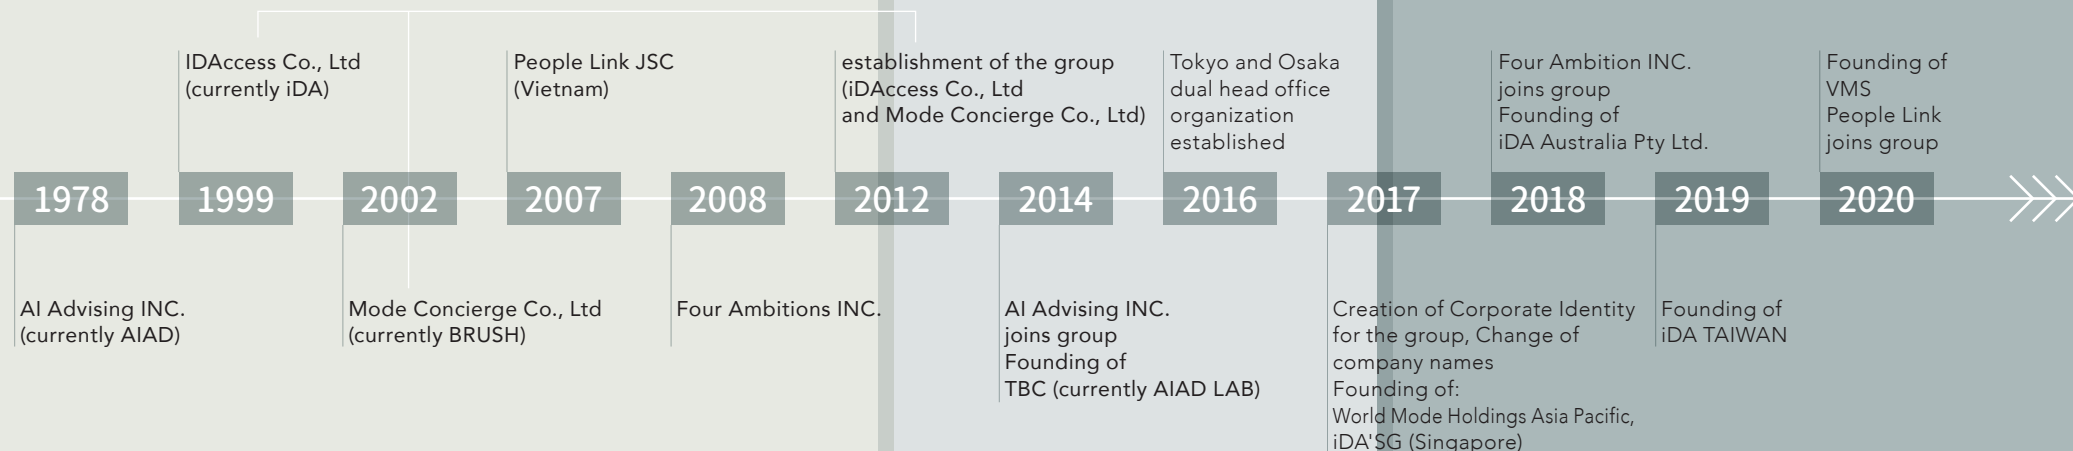 IDAccess Co., Ltd
(currently iDA)
People Link JSC
(Vietnam)
establishment of the group
(iDAccess Co., Ltd
and Mode Concierge Co., Ltd)
Tokyo and Osaka
dual head office
organization
established
Four Ambition INC.
joins group
Founding of
iDA Australia Pty Ltd.
Founding of
VMS
People Link
joins group
1978
1999
2002
2007
2008
2012
2014
2016
2017
2018
2019
2020
AI Advising INC.
(currently AIAD)
Mode Concierge Co., Ltd
(currently BRUSH)
Four Ambitions INC.
AI Advising INC.
joins group
Founding of
TBC (currently AIAD LAB)
Creation of Corporate Identity
for the group, Change of
company names
Founding of:
World Mode Holdings Asia Pacific,
iDA'SG (Singapore)
Founding of
iDA TAIWAN